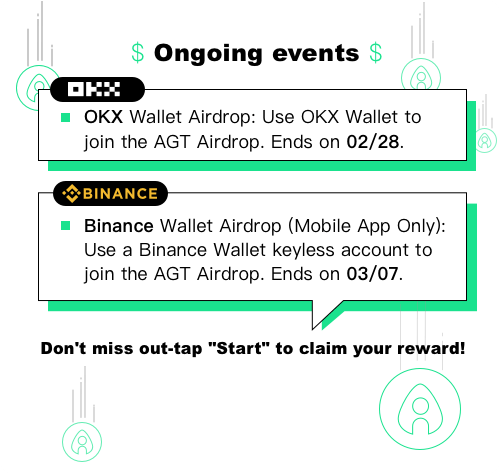 $ Ongoing events $
OKX
OKX Wallet Airdrop: Use OKX Wallet to
join the AGT Airdrop. Ends on 02/28.
BINANCE
Binance Wallet Airdrop (Mobile App Only):
Use a Binance Wallet keyless account to
join the AGT Airdrop. Ends on 03/07.
Don't miss out-tap "Start" to claim your reward!